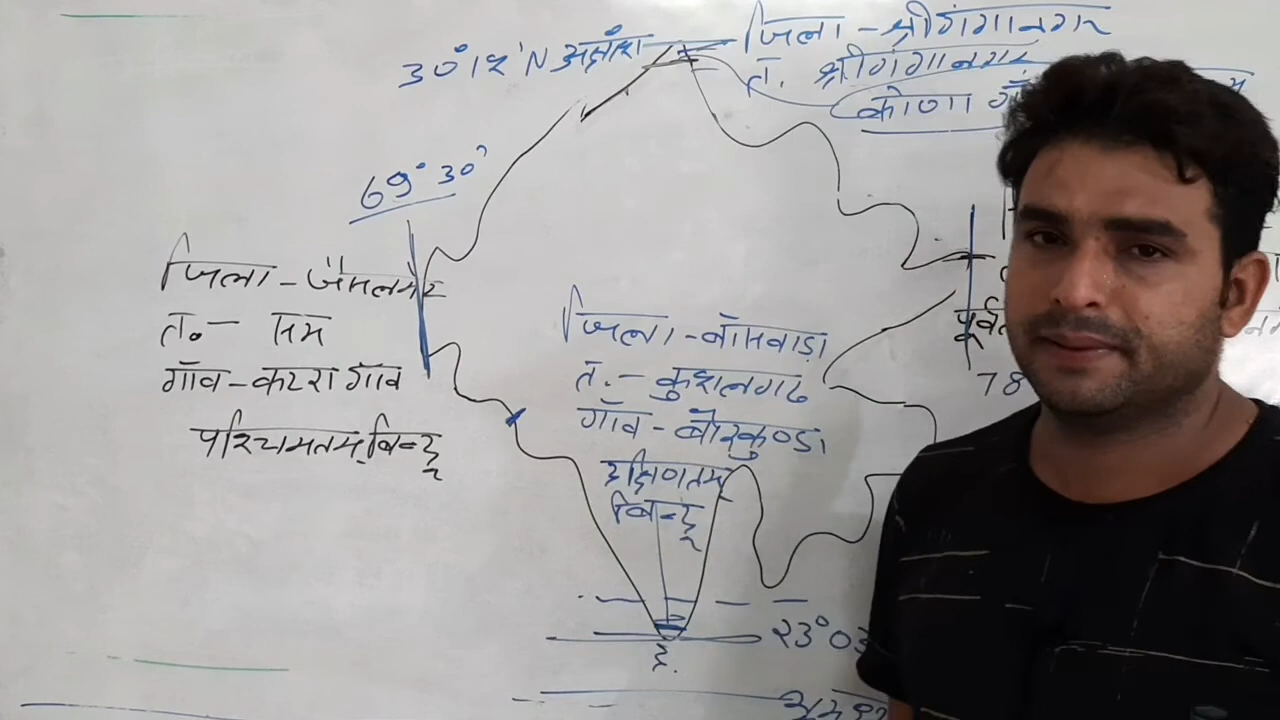 30°12'N अक्षांश
जिला - श्रीगंगानगर
त. श्रीगंगानगर
कोणा गाँ
69°30'
जिला - जैसलमेर
त. - सम
गाँव - कटरा गाँव
पश्चिमतम बिन्दू
जिला - बाँसवाड़ा
त. - कुशलगढ
गाँव - बोरकुण्डा
दक्षिणतम
बिन्दू
पूर्वत
78
23°03
द.